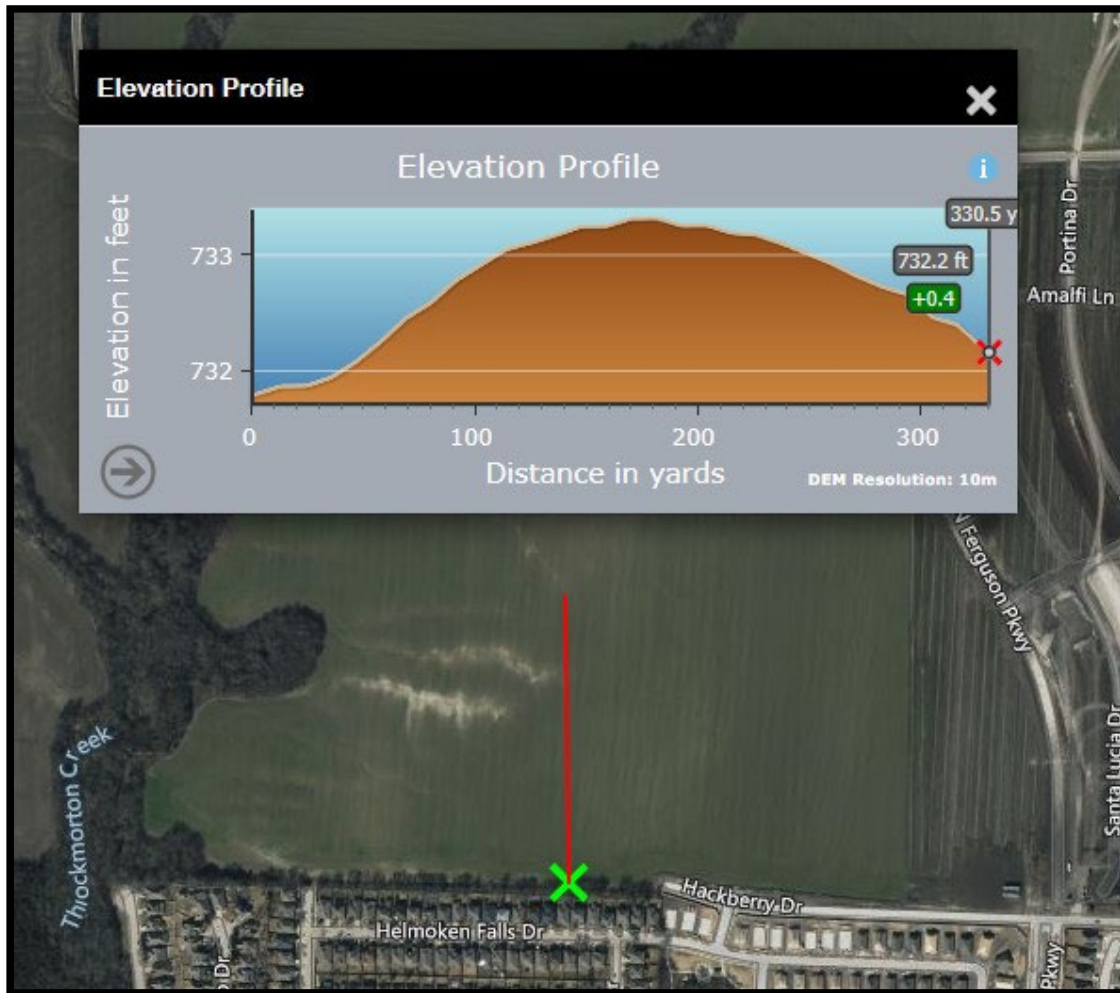 Elevation Profile
Elevation Profile
i
Elevation in feet
733
732
330.5 y
732.2 ft
+0.4
0
100
200
300
Distance in yards
DEM Resolution: 10m
Portina Dr
Amalfi Ln
N Ferguson Pkwy
Throckmorton Creek
Santa Lucia Dr
Hackberry Dr
Helmoken Falls Dr
Dr
Pkwy